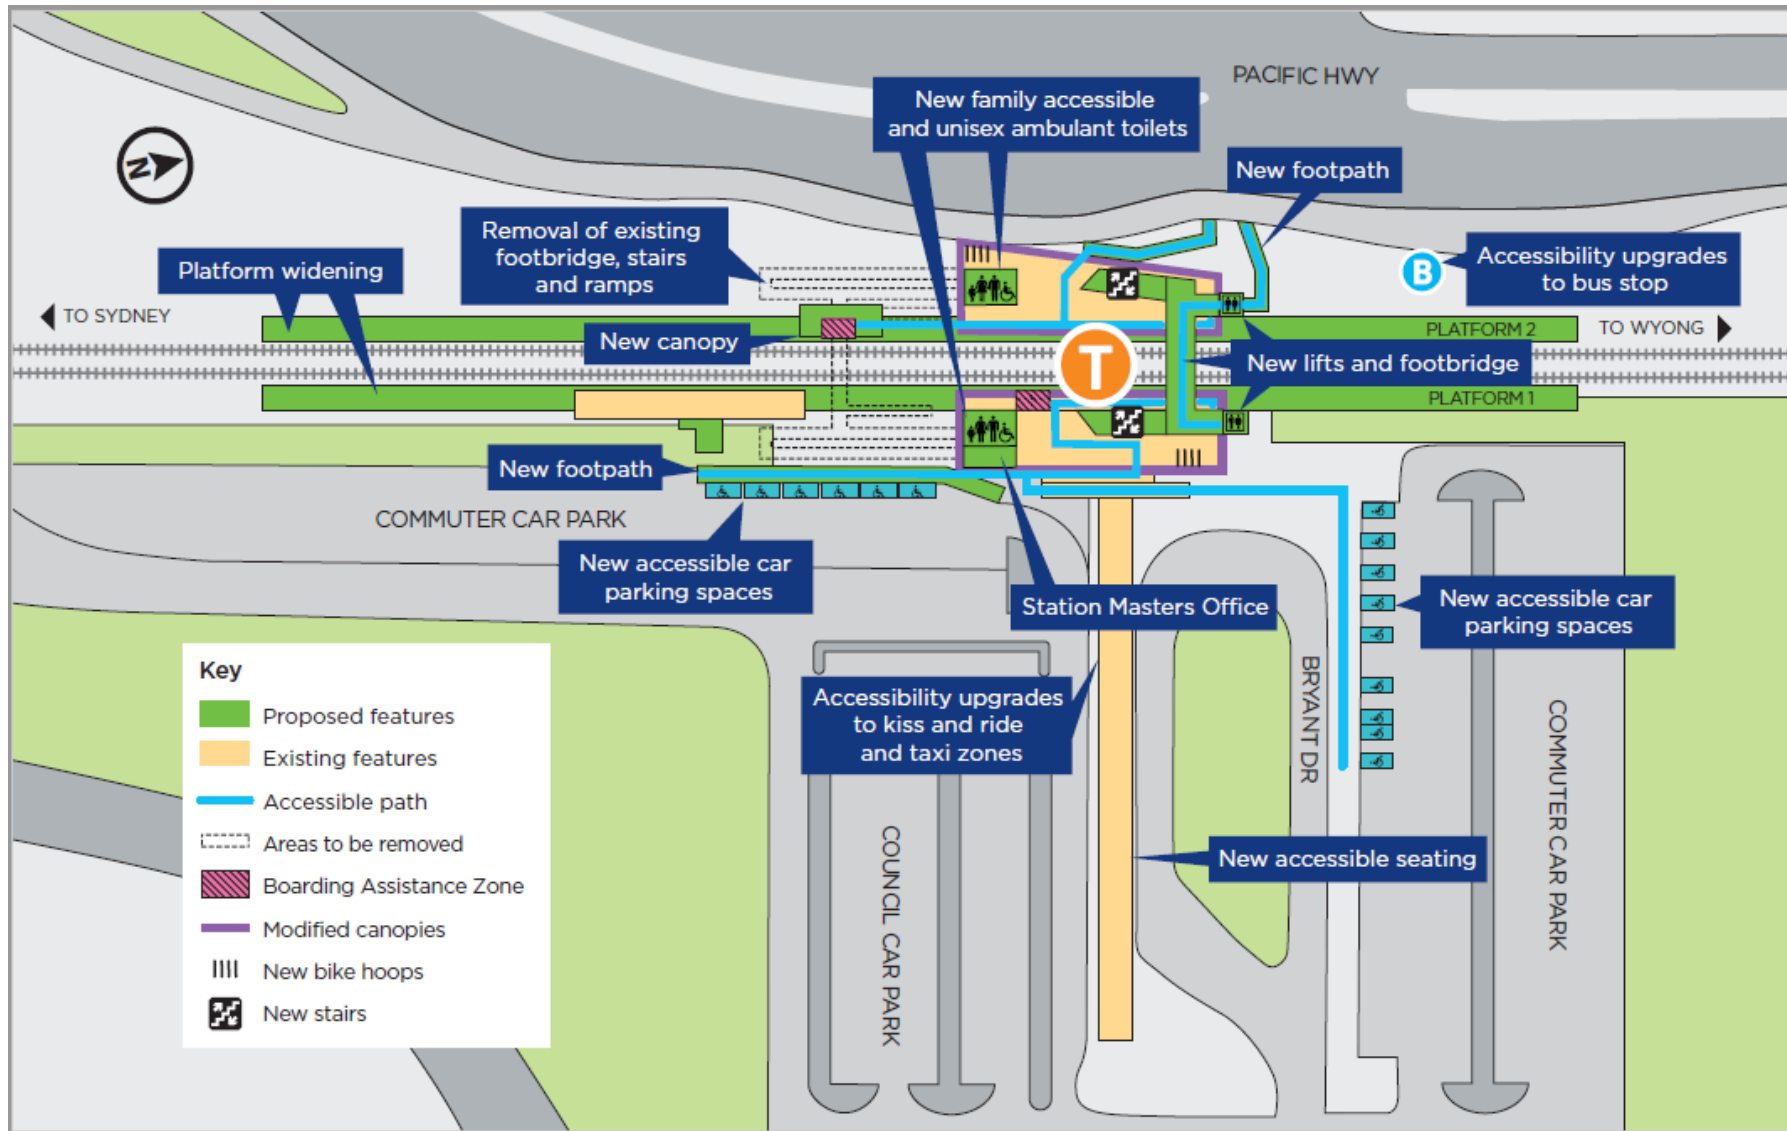 PACIFIC HWY
New family accessible
and unisex ambulant toilets
N
New footpath
Removal of existing
footbridge, stairs
and ramps
Accessibility upgrades
to bus stop
B
Platform widening
TO SYDNEY
PLATFORM 2
TO WYONG
New canopy
T
New lifts and footbridge
PLATFORM 1
New footpath
COMMUTER CAR PARK
New accessible car
parking spaces
Station Masters Office
New accessible car
parking spaces
Accessibility upgrades
to kiss and ride
and taxi zones
BRYANT DR
COMMUTER CAR PARK
New accessible seating
COUNCIL CAR PARK
Key
Proposed features
Existing features
Accessible path
Areas to be removed
Boarding Assistance Zone
Modified canopies
New bike hoops
New stairs